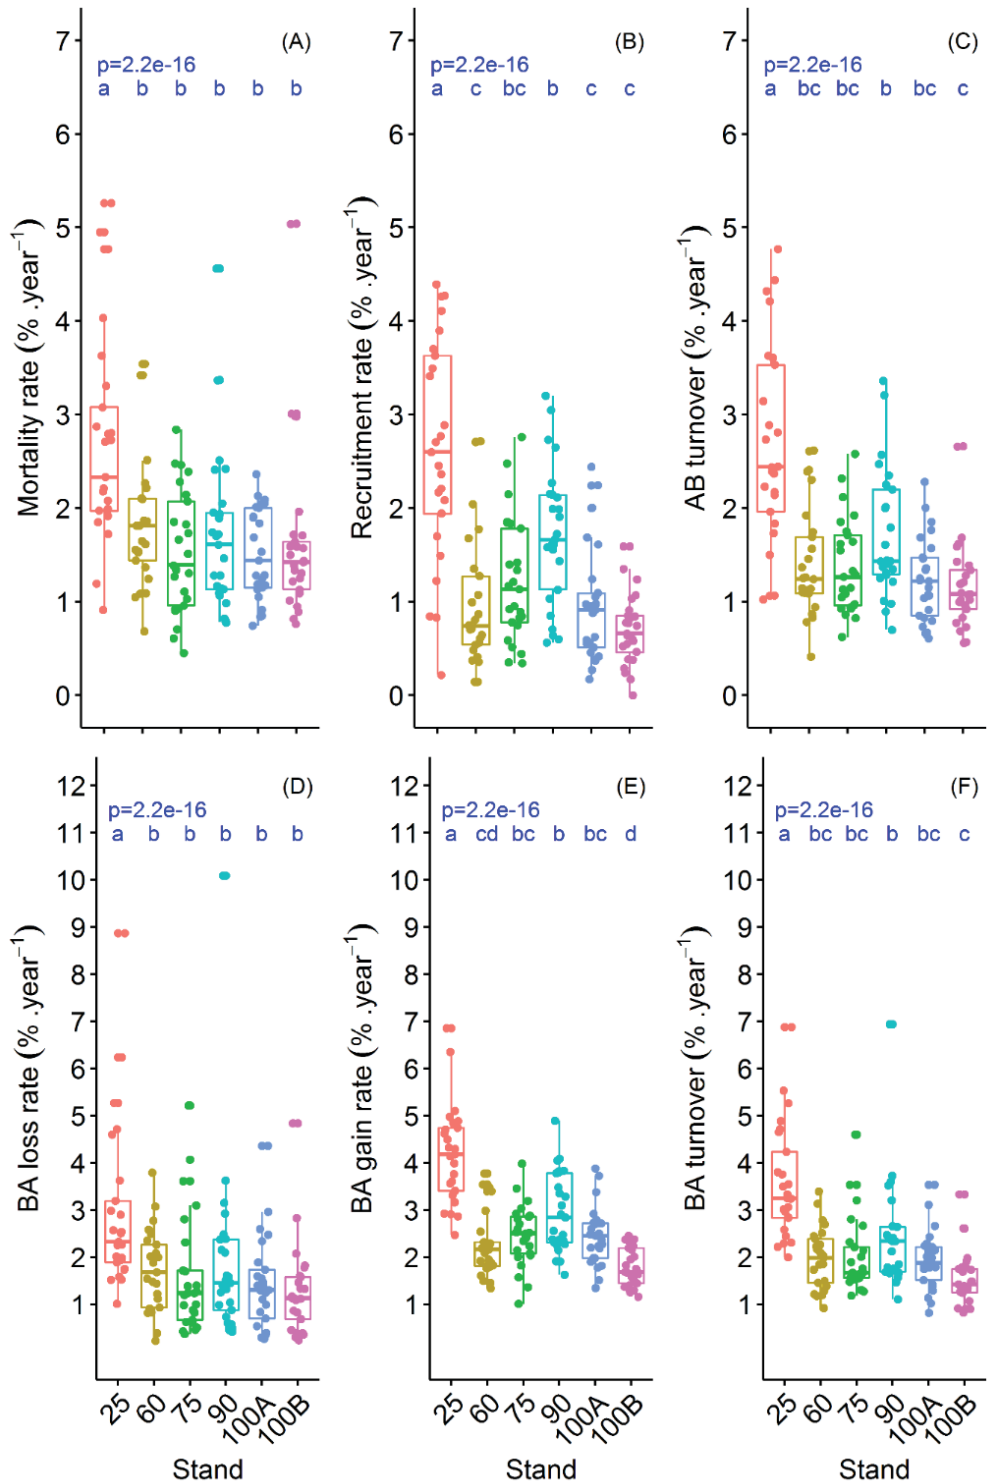 (A)
p=2.2e-16
a b b b b b
7
6
5
4
3
2
1
0
Mortality rate (% .year⁻¹)
(B)
p=2.2e-16
a c bc b c c
7
6
5
4
3
2
1
0
Recruitment rate (% .year⁻¹)
(C)
p=2.2e-16
a bc bc b bc c
7
6
5
4
3
2
1
0
AB turnover (% .year⁻¹)
(D)
p=2.2e-16
a b b b b b
12
11
10
9
8
7
6
5
4
3
2
1
BA loss rate (% .year⁻¹)
25 60 75 90 100A 100B
Stand
(E)
p=2.2e-16
a cd bc b bc d
12
11
10
9
8
7
6
5
4
3
2
1
BA gain rate (% .year⁻¹)
25 60 75 90 100A 100B
Stand
(F)
p=2.2e-16
a bc bc b bc c
12
11
10
9
8
7
6
5
4
3
2
1
BA turnover (% .year⁻¹)
25 60 75 90 100A 100B
Stand